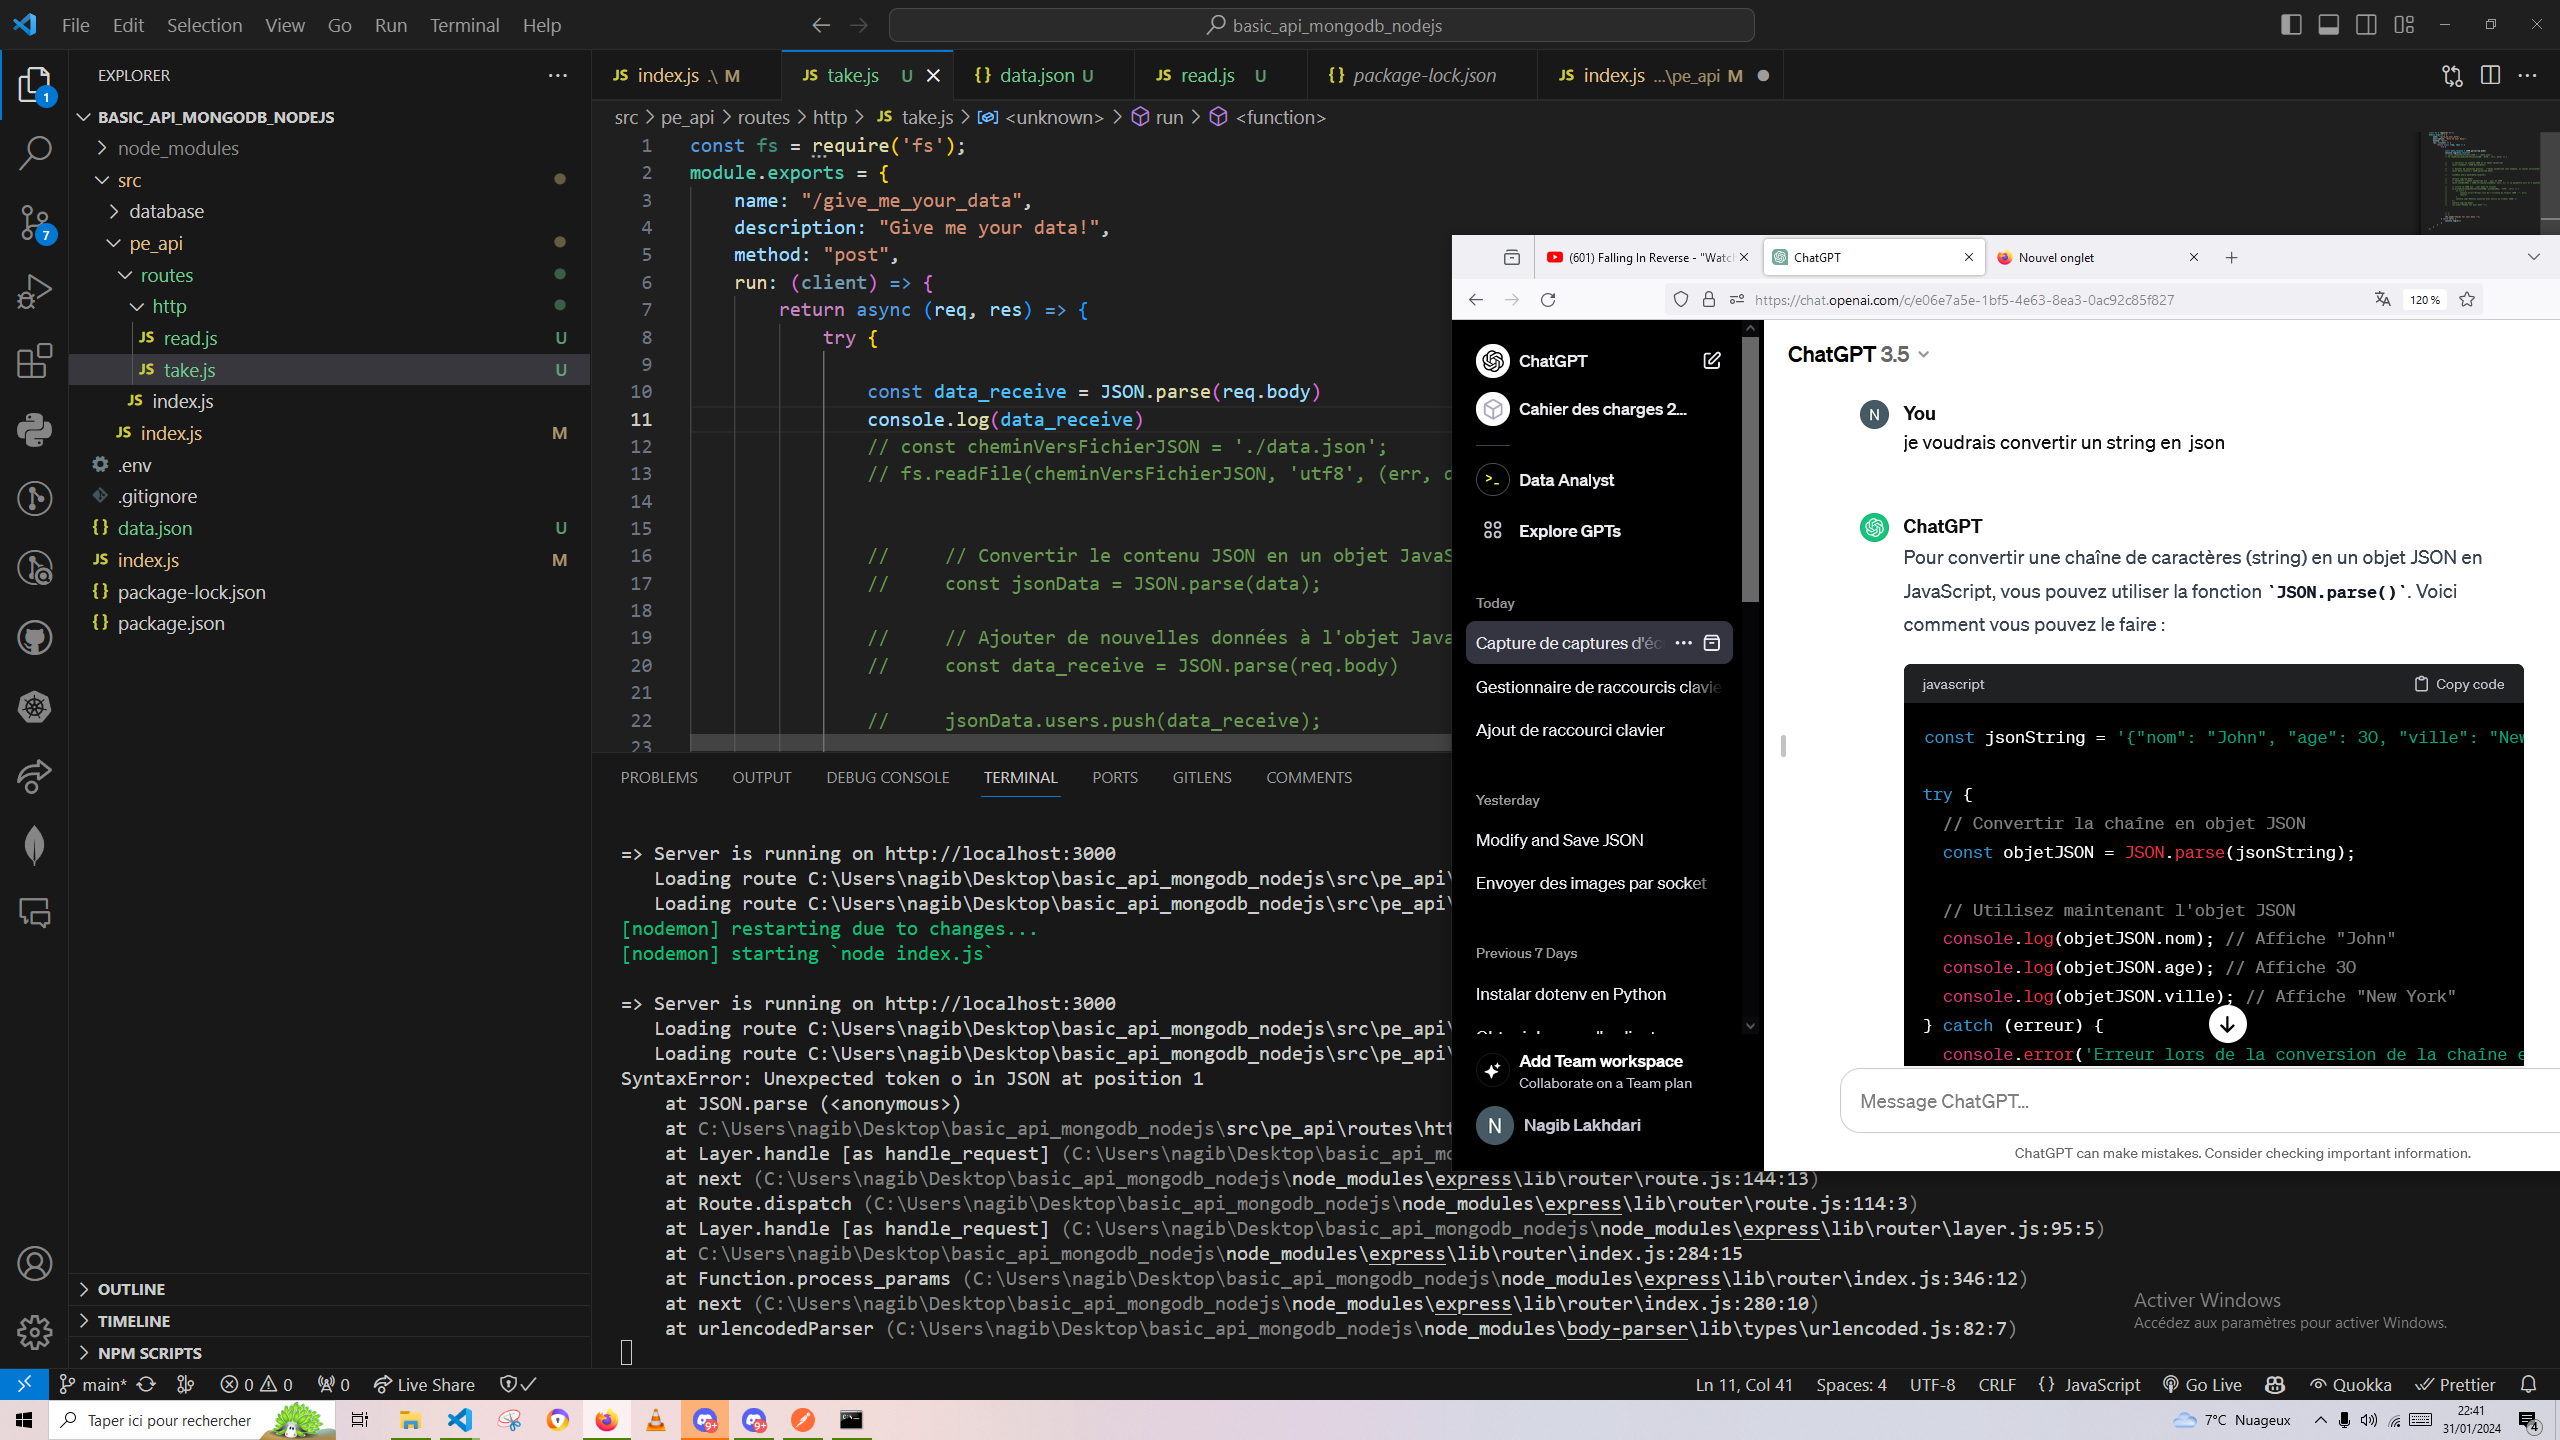 File Edit Selection View Go Run Terminal Help
basic_api_mongodb_nodejs
EXPLORER
BASIC_API_MONGODB_NODEJS
node_modules
src
database
pe_api
routes
http
JS read.js U
JS take.js U
JS index.js
JS index.js M
.env
.gitignore
{} data.json U
JS index.js M
{} package-lock.json
{} package.json
OUTLINE
TIMELINE
NPM SCRIPTS
1
7
JS index.js .\ M
JS take.js U
{} data.json U
JS read.js U
{} package-lock.json
JS index.js ...\pe_api M
src > pe_api > routes > http > JS take.js > <unknown> > run > <function>
1 const fs = require('fs');
2 module.exports = {
3 name: "/give_me_your_data",
4 description: "Give me your data!",
5 method: "post",
6 run: (client) => {
7 return async (req, res) => {
8 try {
9
10 const data_receive = JSON.parse(req.body)
11 console.log(data_receive)
12 // const cheminVersFichierJSON = './data.json';
13 // fs.readFile(cheminVersFichierJSON, 'utf8', (err, d
14
15
16 // // Convertir le contenu JSON en un objet JavaS
17 // const jsonData = JSON.parse(data);
18
19 // // Ajouter de nouvelles données à l'objet Java
20 // const data_receive = JSON.parse(req.body)
21
22 // jsonData.users.push(data_receive);
23
PROBLEMS OUTPUT DEBUG CONSOLE TERMINAL PORTS GITLENS COMMENTS
=> Server is running on http://localhost:3000
Loading route C:\Users\nagib\Desktop\basic_api_mongodb_nodejs\src\pe_api\
Loading route C:\Users\nagib\Desktop\basic_api_mongodb_nodejs\src\pe_api\
[nodemon] restarting due to changes...
[nodemon] starting `node index.js`
=> Server is running on http://localhost:3000
Loading route C:\Users\nagib\Desktop\basic_api_mongodb_nodejs\src\pe_api\
Loading route C:\Users\nagib\Desktop\basic_api_mongodb_nodejs\src\pe_api\
SyntaxError: Unexpected token o in JSON at position 1
at JSON.parse (<anonymous>)
at C:\Users\nagib\Desktop\basic_api_mongodb_nodejs\src\pe_api\routes\htt
at Layer.handle [as handle_request] (C:\Users\nagib\Desktop\basic_api_mo
at next (C:\Users\nagib\Desktop\basic_api_mongodb_nodejs\node_modules\express\lib\router\route.js:144:13)
at Route.dispatch (C:\Users\nagib\Desktop\basic_api_mongodb_nodejs\node_modules\express\lib\router\route.js:114:3)
at Layer.handle [as handle_request] (C:\Users\nagib\Desktop\basic_api_mongodb_nodejs\node_modules\express\lib\router\layer.js:95:5)
at C:\Users\nagib\Desktop\basic_api_mongodb_nodejs\node_modules\express\lib\router\index.js:284:15
at Function.process_params (C:\Users\nagib\Desktop\basic_api_mongodb_nodejs\node_modules\express\lib\router\index.js:346:12)
at next (C:\Users\nagib\Desktop\basic_api_mongodb_nodejs\node_modules\express\lib\router\index.js:280:10)
at urlencodedParser (C:\Users\nagib\Desktop\basic_api_mongodb_nodejs\node_modules\body-parser\lib\types\urlencoded.js:82:7)
(601) Falling In Reverse - "Watc
ChatGPT
Nouvel onglet
https://chat.openai.com/c/e06e7a5e-1bf5-4e63-8ea3-0ac92c85f827
120 %
ChatGPT
Cahier des charges 2...
Data Analyst
Explore GPTs
Today
Capture de captures d'éc
Gestionnaire de raccourcis clavie
Ajout de raccourci clavier
Yesterday
Modify and Save JSON
Envoyer des images par socket
Previous 7 Days
Instalar dotenv en Python
Add Team workspace
Collaborate on a Team plan
N Nagib Lakhdari
ChatGPT 3.5
N You
je voudrais convertir un string en json
ChatGPT
Pour convertir une chaîne de caractères (string) en un objet JSON en
JavaScript, vous pouvez utiliser la fonction `JSON.parse()`. Voici
comment vous pouvez le faire :
javascript Copy code
const jsonString = '{"nom": "John", "age": 30, "ville": "New
try {
// Convertir la chaîne en objet JSON
const objetJSON = JSON.parse(jsonString);
// Utilisez maintenant l'objet JSON
console.log(objetJSON.nom); // Affiche "John"
console.log(objetJSON.age); // Affiche 30
console.log(objetJSON.ville); // Affiche "New York"
} catch (erreur) {
console.error('Erreur lors de la conversion de la chaîne e
Message ChatGPT...
ChatGPT can make mistakes. Consider checking important information.
Activer Windows
Accédez aux paramètres pour activer Windows.
main* 0 0 0 Live Share
Ln 11, Col 41 Spaces: 4 UTF-8 CRLF {} JavaScript Go Live Quokka Prettier
Taper ici pour rechercher
9+
9+
7°C Nuageux
22:41
31/01/2024
4